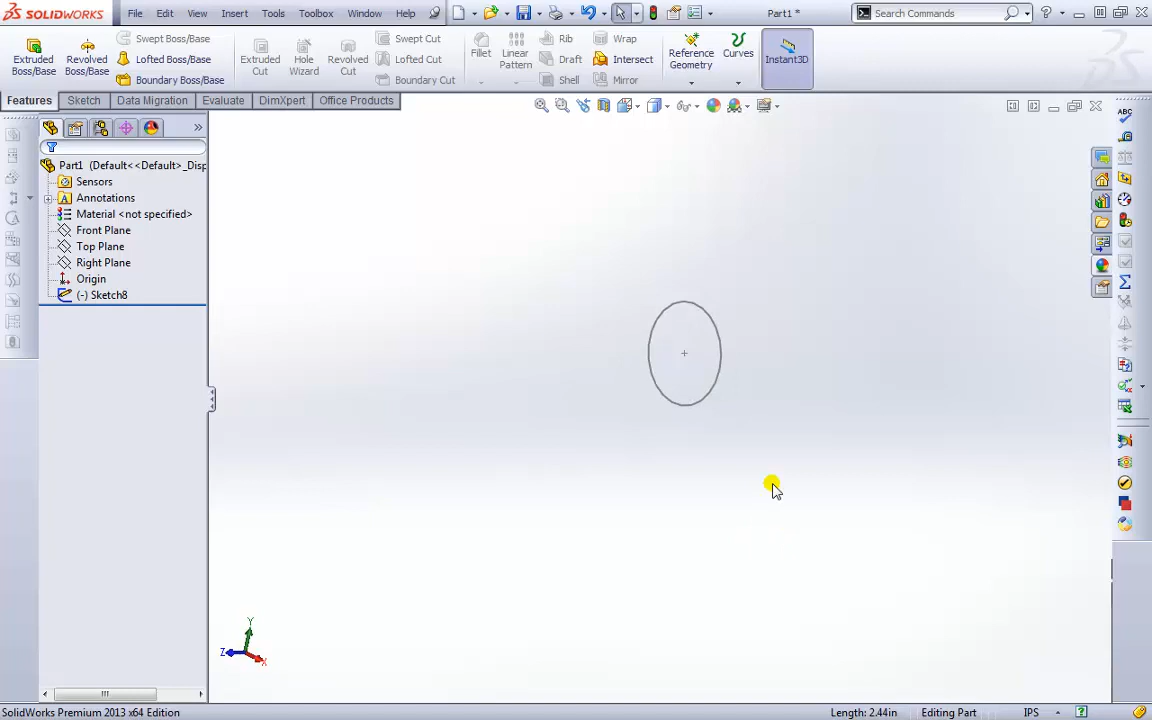 SOLIDWORKS File Edit View Insert Tools Toolbox Window Help Part1 * Search Commands
Extruded Boss/Base Revolved Boss/Base Swept Boss/Base Lofted Boss/Base Boundary Boss/Base Extruded Cut Hole Wizard Revolved Cut Swept Cut Lofted Cut Boundary Cut Fillet Linear Pattern Rib Draft Shell Wrap Intersect Mirror Reference Geometry Curves Instant3D
Features Sketch Data Migration Evaluate DimXpert Office Products
Part1 (Default<<Default>_Disp
Sensors
Annotations
Material <not specified>
Front Plane
Top Plane
Right Plane
Origin
(-) Sketch8
ABC
Y
Z
X
SolidWorks Premium 2013 x64 Edition Length: 2.44in Editing Part IPS